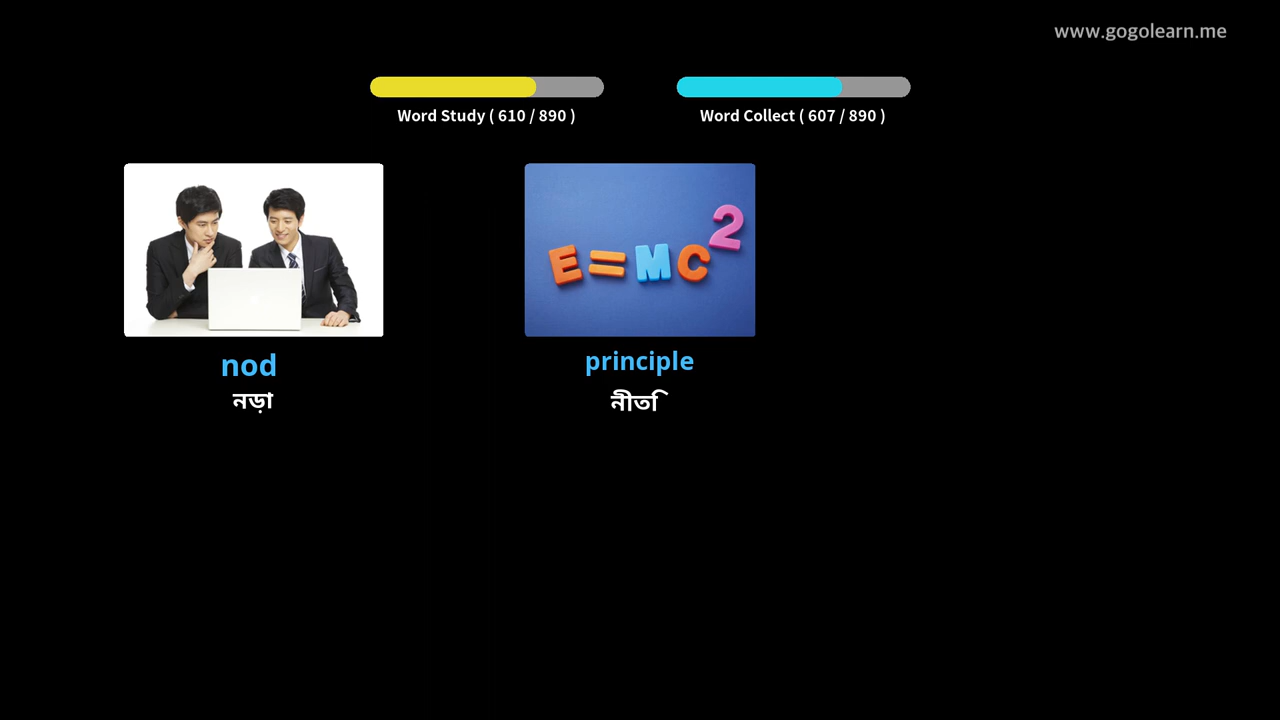 www.gogolearn.me
Word Study ( 610 / 890 )
Word Collect ( 607 / 890 )
E=MC2
nod
principle
নড়া
নীতি